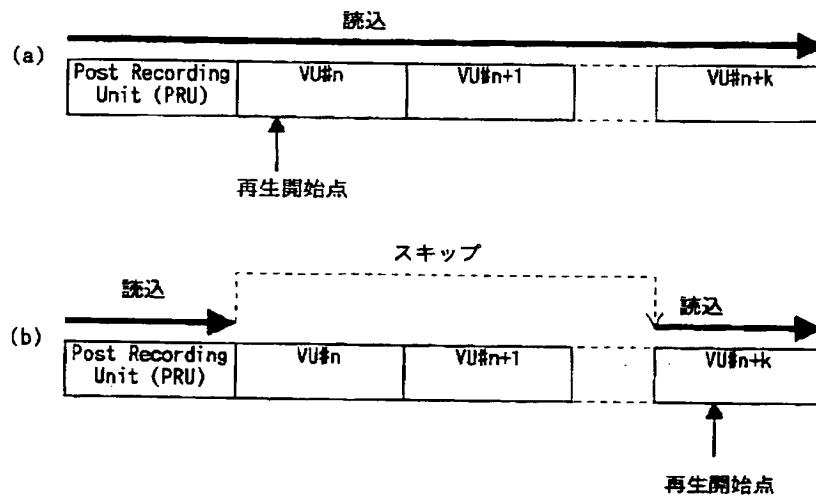 読込
(a)
Post Recording
Unit (PRU)
VU#n
VU#n+1
VU#n+k
再生開始点
スキップ
読込
読込
(b)
Post Recording
Unit (PRU)
VU#n
VU#n+1
VU#n+k
再生開始点